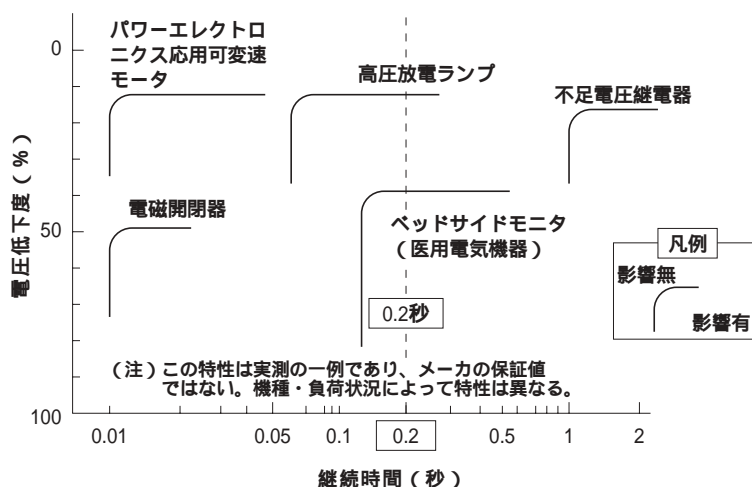 パワーエレクトロ
ニクス応用可変速
モータ
高圧放電ランプ
不足電圧継電器
電磁開閉器
ベッドサイドモニタ
(医用電気機器)
凡例
影響無
影響有
0.2秒
(注)この特性は実測の一例であり、メーカの保証値
ではない。機種・負荷状況によって特性は異なる。
電圧低下度(%)
0
50
100
0.01
0.05
0.1
0.2
0.5
1
2
継続時間(秒)